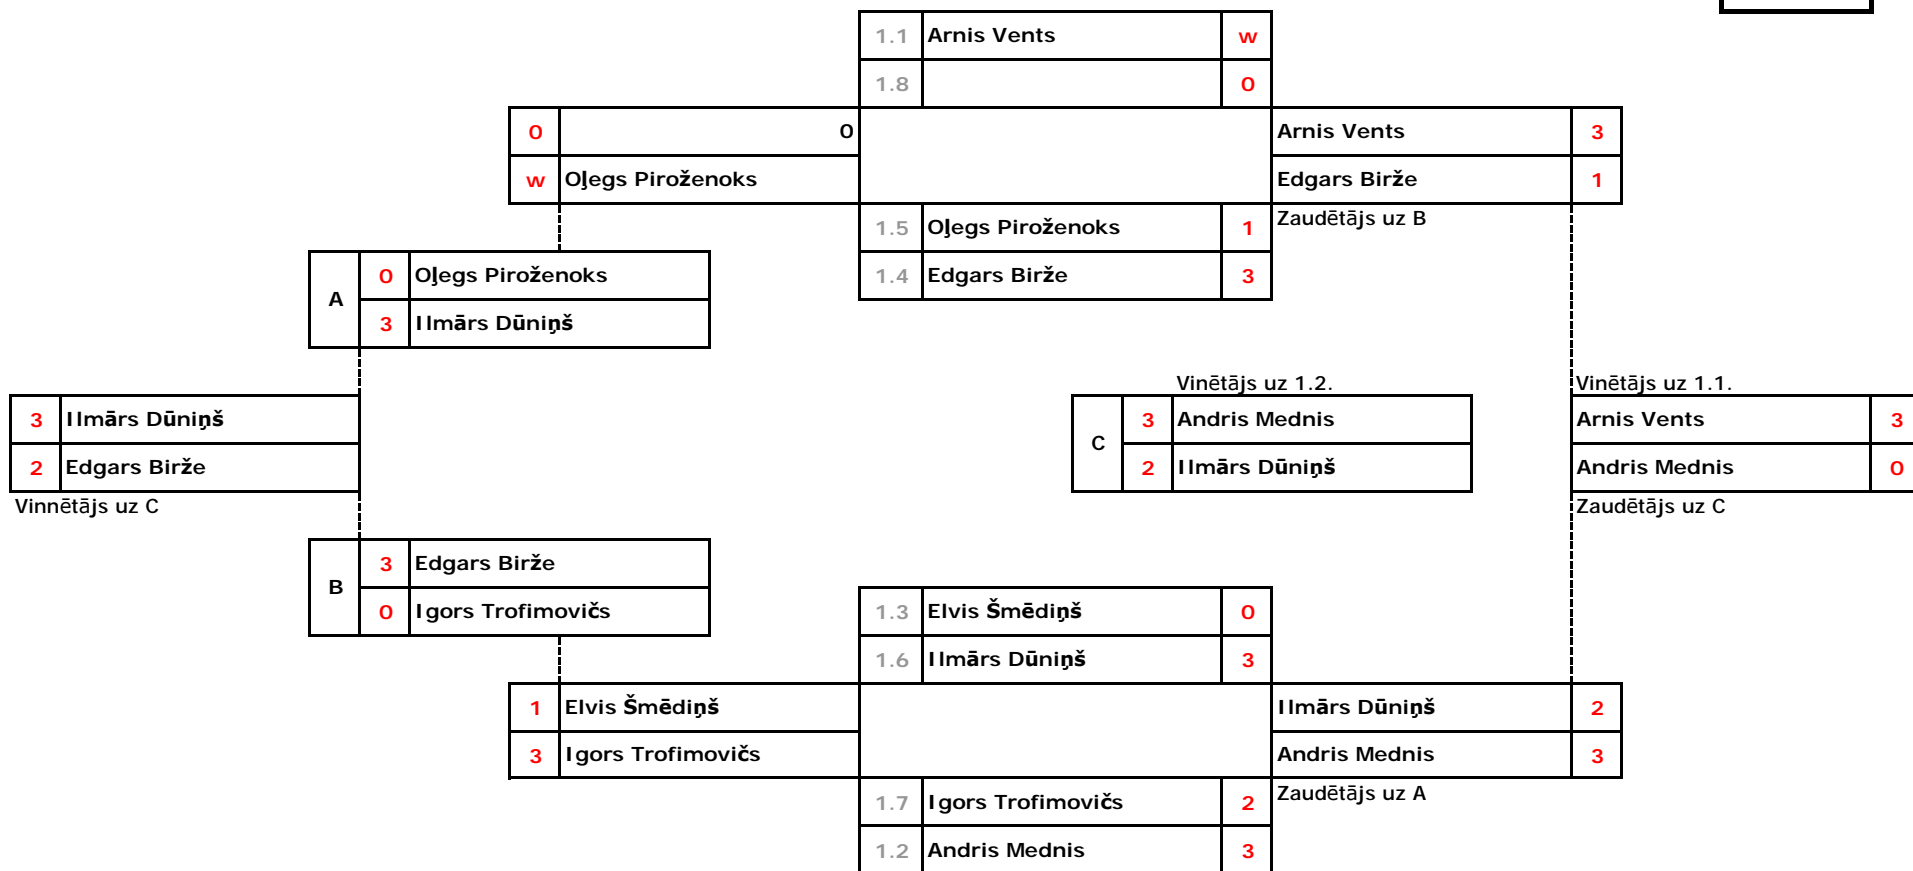 1.1 Arnis Vents w
1.8 0
0 0 Arnis Vents 3
w Oļegs Piroženoks Edgars Birže 1
1.5 Oļegs Piroženoks 1 Zaudētājs uz B
A 0 Oļegs Piroženoks 1.4 Edgars Birže 3
3 Ilmārs Dūniņš
Vinētājs uz 1.2. Vinētājs uz 1.1.
3 Ilmārs Dūniņš C 3 Andris Mednis Arnis Vents 3
2 Edgars Birže 2 Ilmārs Dūniņš Andris Mednis 0
Vinnētājs uz C Zaudētājs uz C
B 3 Edgars Birže
0 Igors Trofimovičs 1.3 Elvis Šmēdiņš 0
1.6 Ilmārs Dūniņš 3
1 Elvis Šmēdiņš Ilmārs Dūniņš 2
3 Igors Trofimovičs Andris Mednis 3
1.7 Igors Trofimovičs 2 Zaudētājs uz A
1.2 Andris Mednis 3